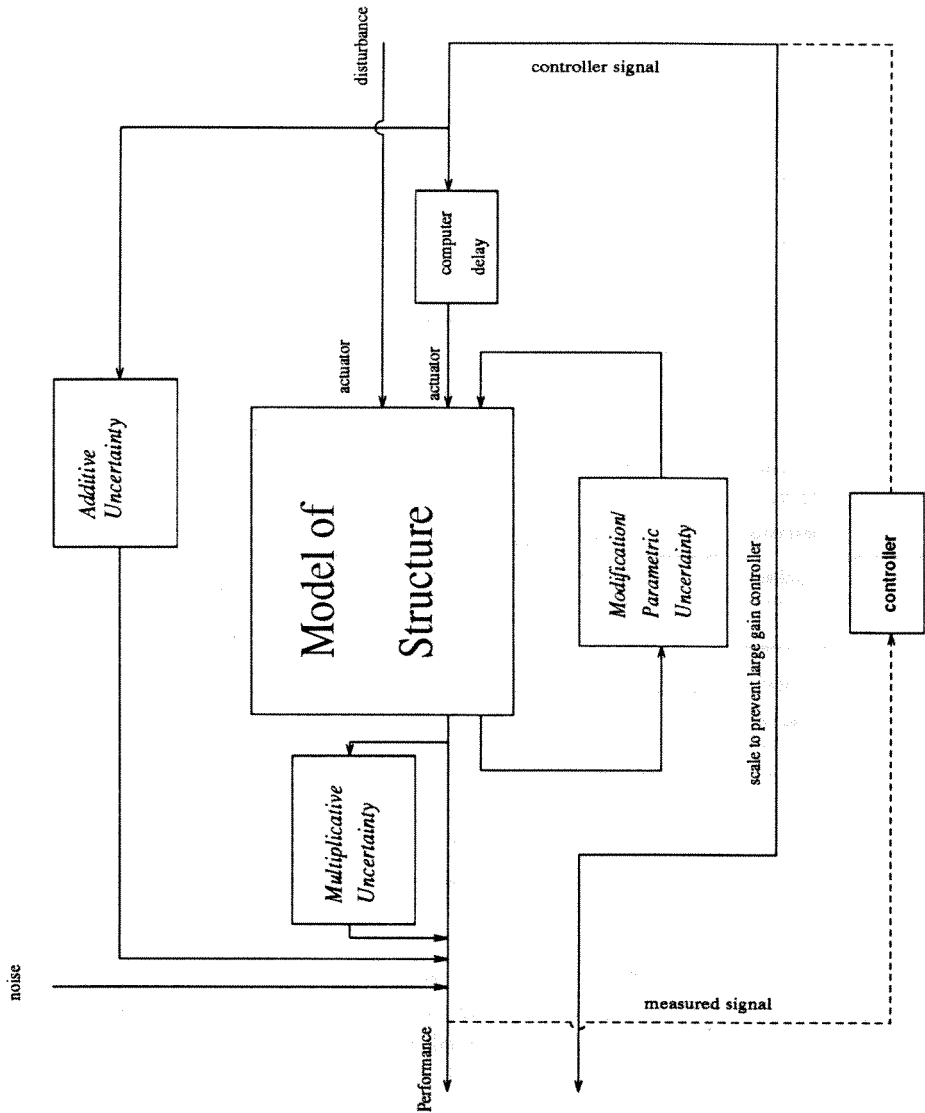 noise
Performance
measured signal
Multiplicative
Uncertainty
Additive
Uncertainty
Model of
Structure
Modification/
Parametric
Uncertainty
scale to prevent large gain controller
controller
actuator
actuator
computer
delay
disturbance
controller signal